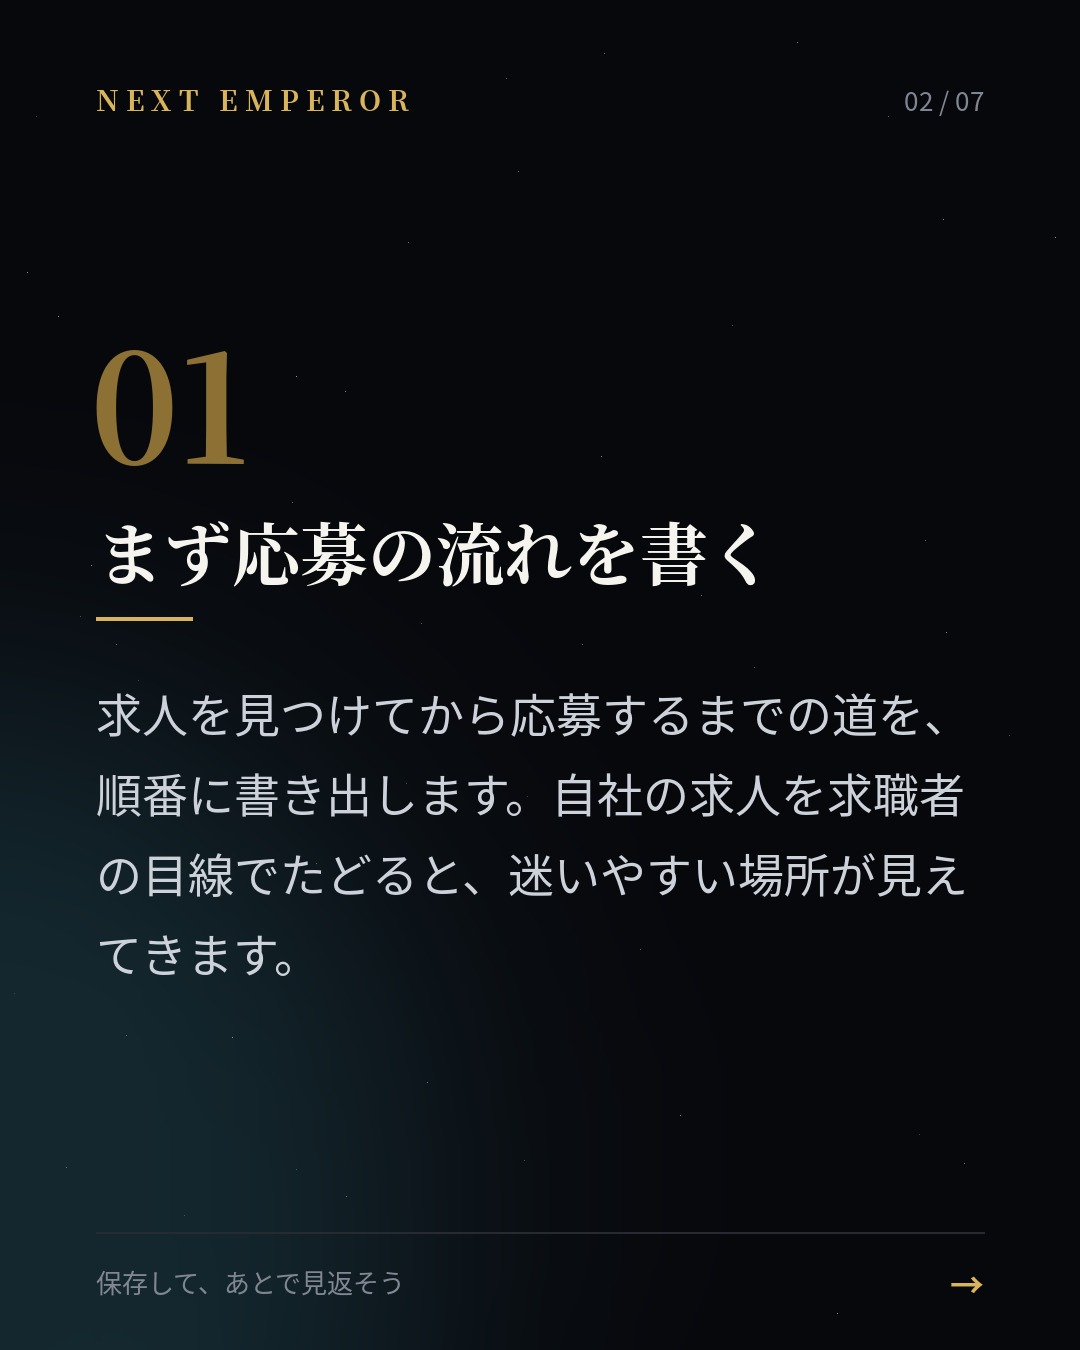 NEXT EMPEROR
02 / 07
01
まず応募の流れを書く
求人を見つけてから応募するまでの道を、
順番に書き出します。自社の求人を求職者
の目線でたどると、迷いやすい場所が見え
てきます。
保存して、あとで見返そう
→